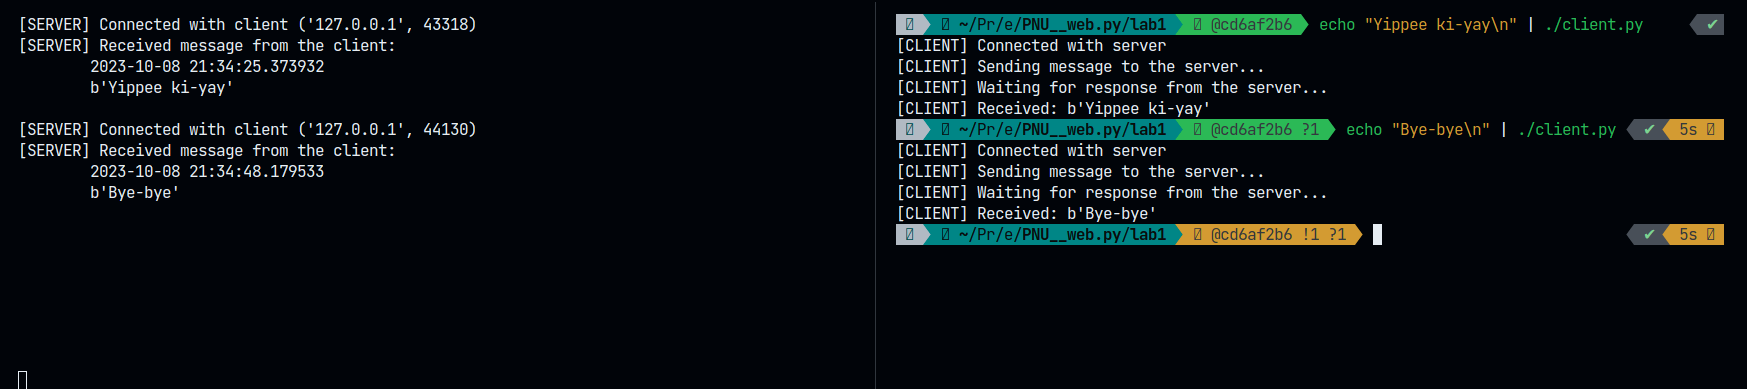 [SERVER] Connected with client ('127.0.0.1', 43318)
[SERVER] Received message from the client:
        2023-10-08 21:34:25.373932
        b'Yippee ki-yay'

[SERVER] Connected with client ('127.0.0.1', 44130)
[SERVER] Received message from the client:
        2023-10-08 21:34:48.179533
        b'Bye-bye'
~/Pr/e/PNU__web.py/lab1 @cd6af2b6 echo "Yippee ki-yay\n" | ./client.py ✔
[CLIENT] Connected with server
[CLIENT] Sending message to the server...
[CLIENT] Waiting for response from the server...
[CLIENT] Received: b'Yippee ki-yay'
~/Pr/e/PNU__web.py/lab1 @cd6af2b6 ?1 echo "Bye-bye\n" | ./client.py ✔ 5s
[CLIENT] Connected with server
[CLIENT] Sending message to the server...
[CLIENT] Waiting for response from the server...
[CLIENT] Received: b'Bye-bye'
~/Pr/e/PNU__web.py/lab1 @cd6af2b6 !1 ?1 ✔ 5s